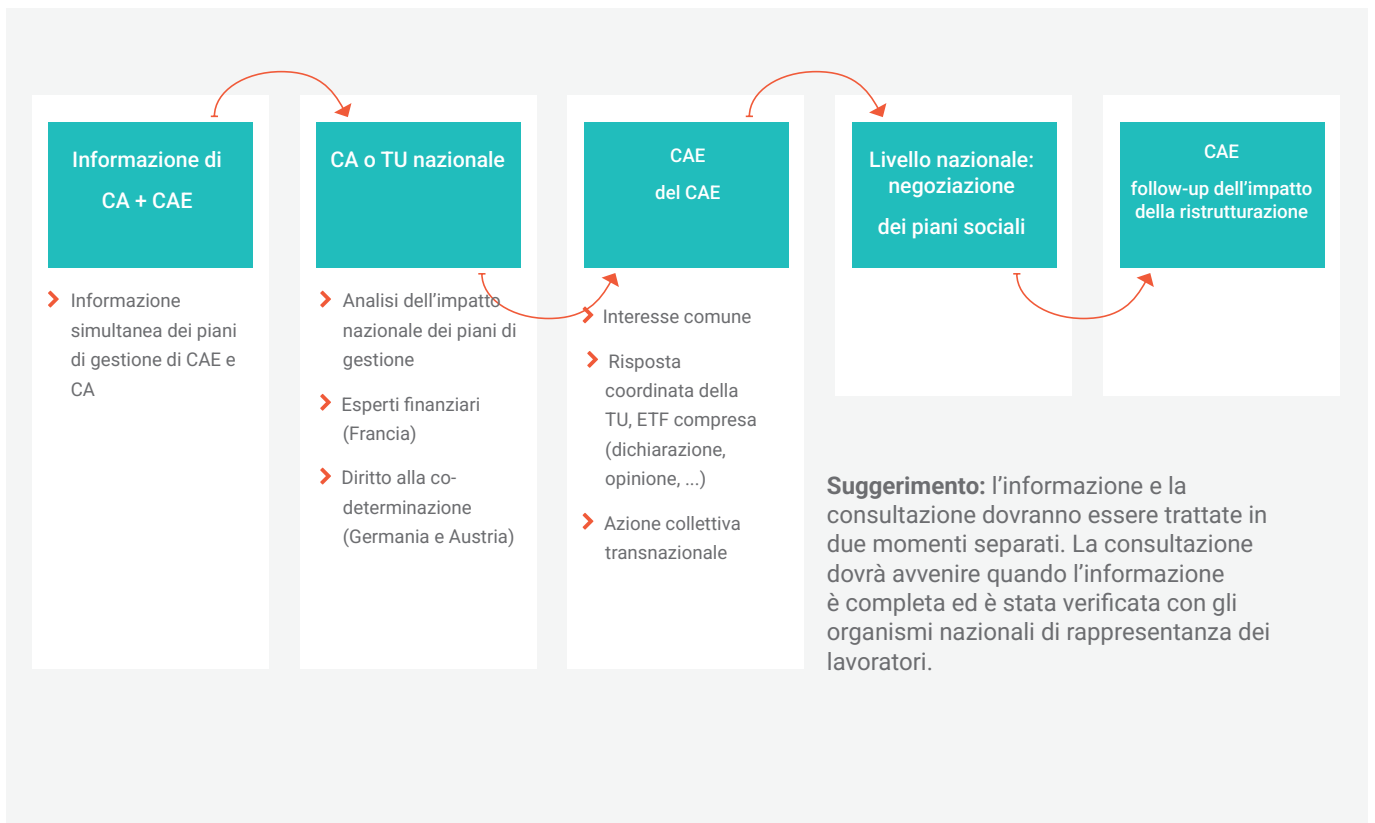 Informazione di
CA + CAE
Informazione
simultanea dei piani
di gestione di CAE e
CA
CA o TU nazionale
Analisi dell’impatto
nazionale dei piani di
gestione
Esperti finanziari
(Francia)
Diritto alla co-
determinazione
(Germania e Austria)
CAE
del CAE
Interesse comune
Risposta
coordinata della
TU, ETF compresa
(dichiarazione,
opinione, ...)
Azione collettiva
transnazionale
Livello nazionale:
negoziazione
dei piani sociali
CAE
follow-up dell’impatto
della ristrutturazione
Suggerimento: l’informazione e la
consultazione dovranno essere trattate in
due momenti separati. La consultazione
dovrà avvenire quando l’informazione
è completa ed è stata verificata con gli
organismi nazionali di rappresentanza dei
lavoratori.